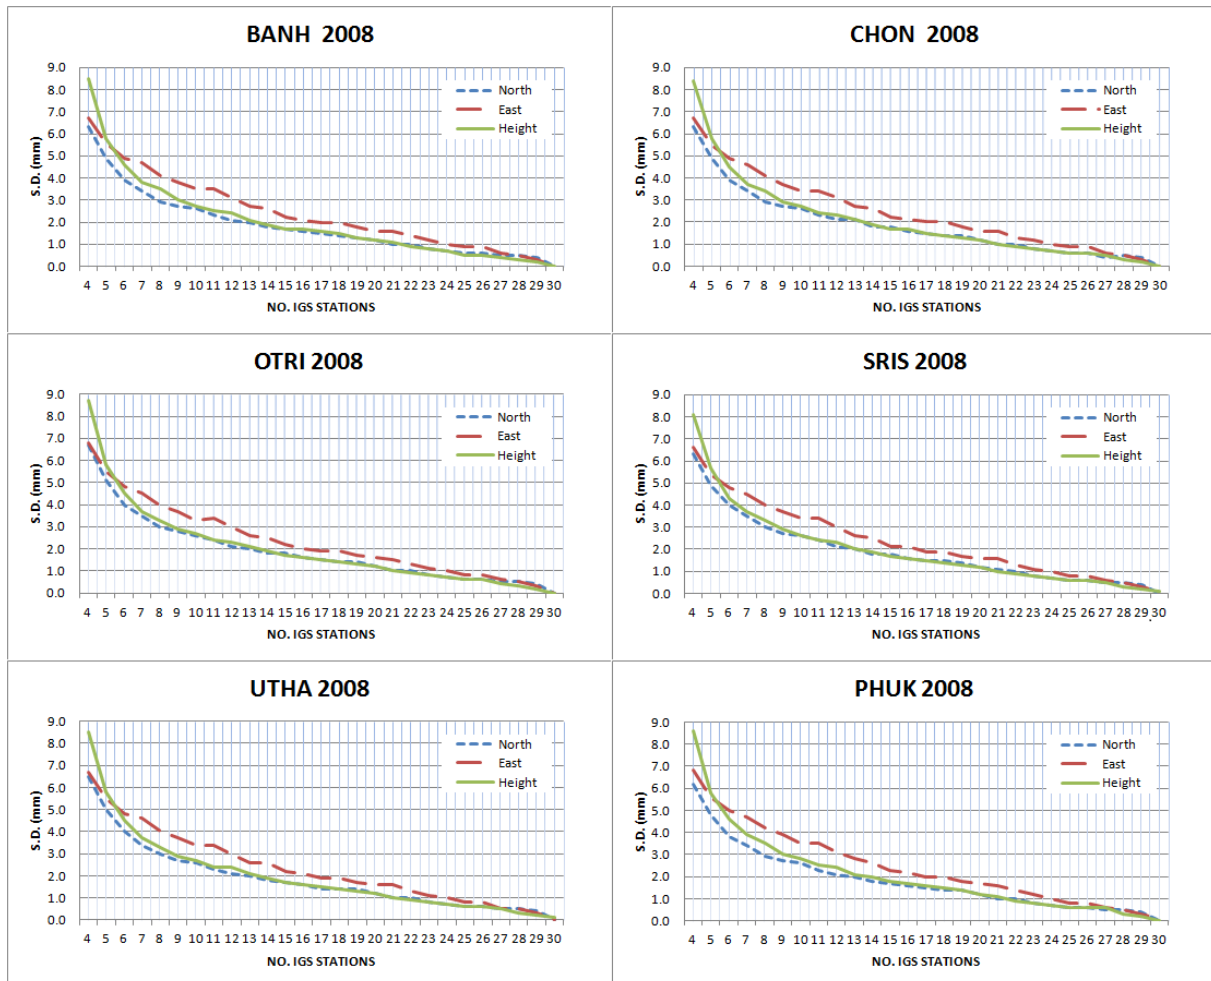 BANH  2008
9.0
8.0
7.0
6.0
5.0
4.0
3.0
2.0
1.0
0.0
S.D. (mm)
North
East
Height
4 5 6 7 8 9 10 11 12 13 14 15 16 17 18 19 20 21 22 23 24 25 26 27 28 29 30
NO. IGS STATIONS
CHON  2008
9.0
8.0
7.0
6.0
5.0
4.0
3.0
2.0
1.0
0.0
S.D. (mm)
North
East
Height
4 5 6 7 8 9 10 11 12 13 14 15 16 17 18 19 20 21 22 23 24 25 26 27 28 29 30
NO. IGS STATIONS
OTRI 2008
9.0
8.0
7.0
6.0
5.0
4.0
3.0
2.0
1.0
0.0
S.D. (mm)
North
East
Height
4 5 6 7 8 9 10 11 12 13 14 15 16 17 18 19 20 21 22 23 24 25 26 27 28 29 30
NO. IGS STATIONS
SRIS 2008
9.0
8.0
7.0
6.0
5.0
4.0
3.0
2.0
1.0
0.0
S.D. (mm)
North
East
Height
4 5 6 7 8 9 10 11 12 13 14 15 16 17 18 19 20 21 22 23 24 25 26 27 28 29 30
NO. IGS STATIONS
UTHA 2008
9.0
8.0
7.0
6.0
5.0
4.0
3.0
2.0
1.0
0.0
S.D. (mm)
North
East
Height
4 5 6 7 8 9 10 11 12 13 14 15 16 17 18 19 20 21 22 23 24 25 26 27 28 29 30
NO. IGS STATIONS
PHUK 2008
9.0
8.0
7.0
6.0
5.0
4.0
3.0
2.0
1.0
0.0
S.D. (mm)
North
East
Height
4 5 6 7 8 9 10 11 12 13 14 15 16 17 18 19 20 21 22 23 24 25 26 27 28 29 30
NO. IGS STATIONS